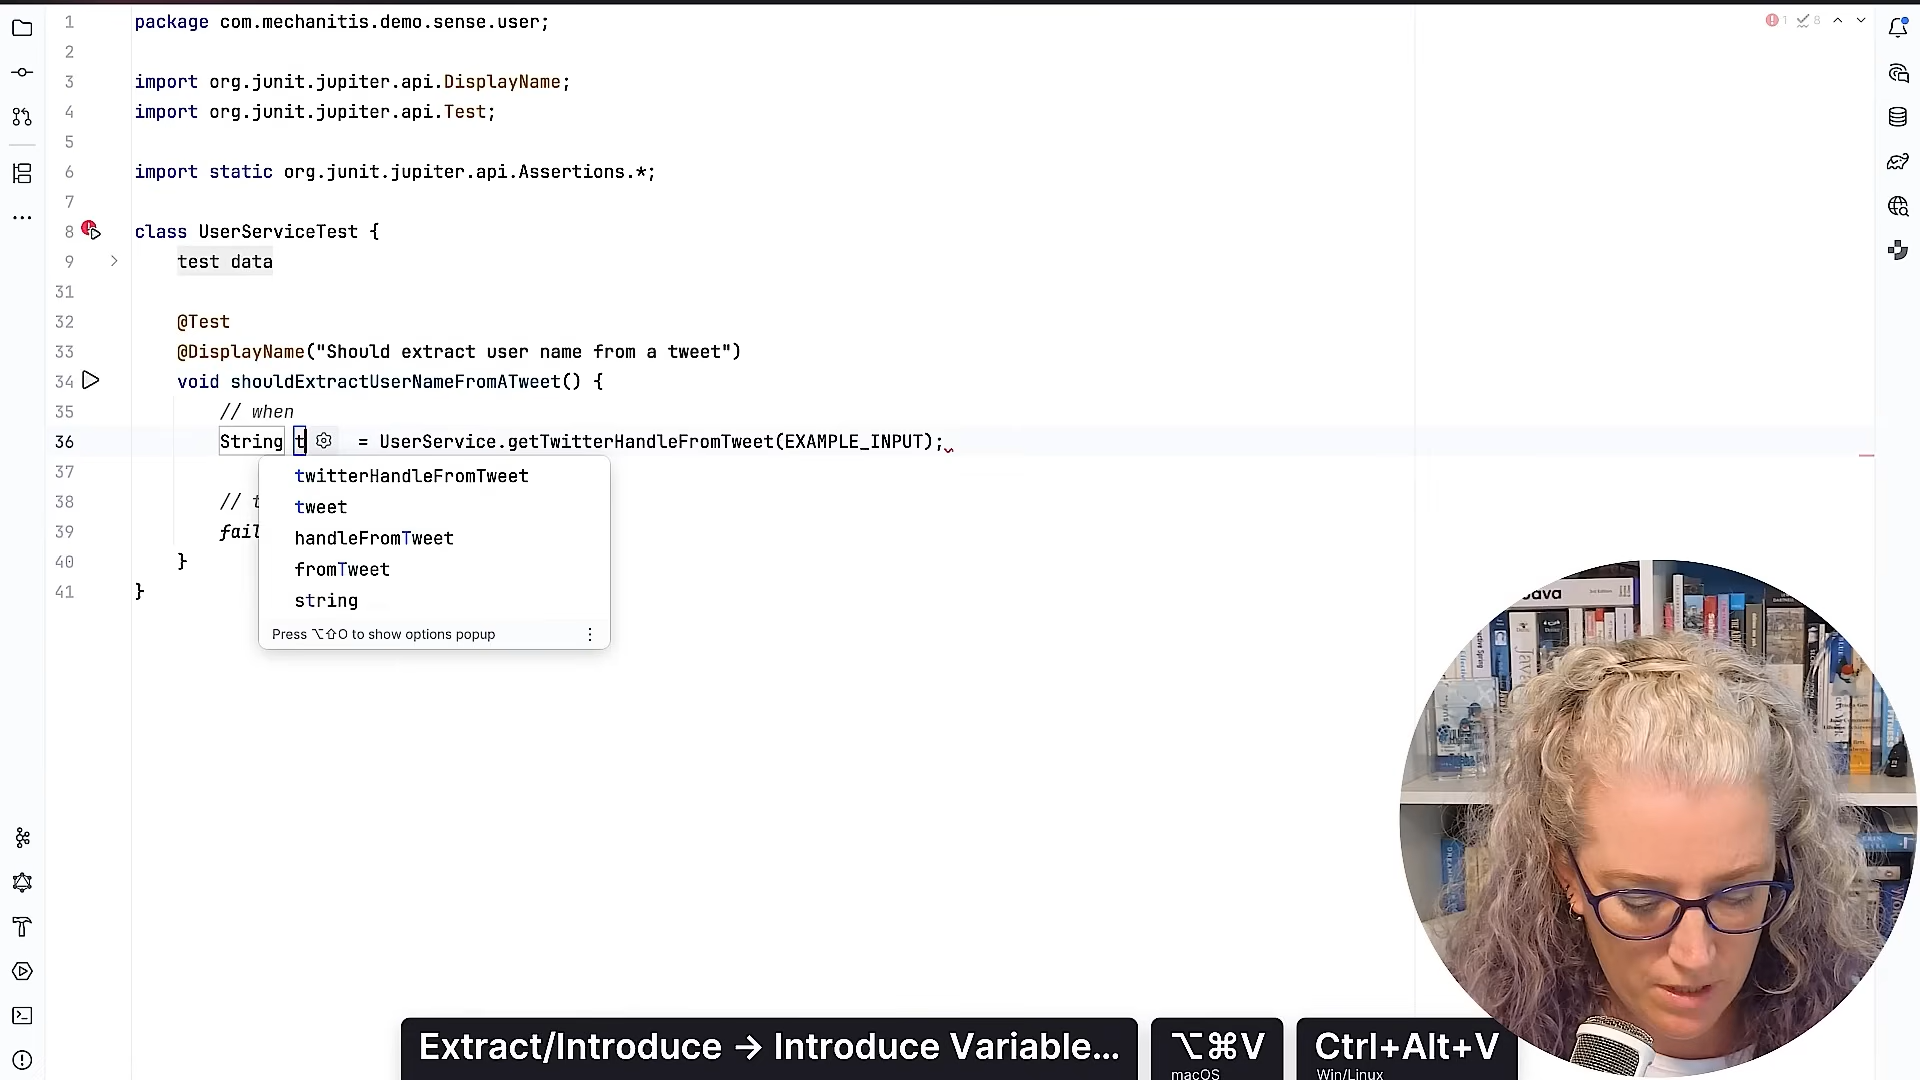 1 package com.mechanitis.demo.sense.user;
2
3 import org.junit.jupiter.api.DisplayName;
4 import org.junit.jupiter.api.Test;
5
6 import static org.junit.jupiter.api.Assertions.*;
7
8 class UserServiceTest {
9 test data
31
32 @Test
33 @DisplayName("Should extract user name from a tweet")
34 void shouldExtractUserNameFromATweet() {
35 // when
36 String t = UserService.getTwitterHandleFromTweet(EXAMPLE_INPUT);
37
twitterHandleFromTweet
tweet
38 // t
handleFromTweet
39 fail
fromTweet
40 }
string
41 }
Press ⌥⇧O to show options popup
1 8
Java
Extract/Introduce → Introduce Variable... ⌥⌘V Ctrl+Alt+V
macOS Win/Linux